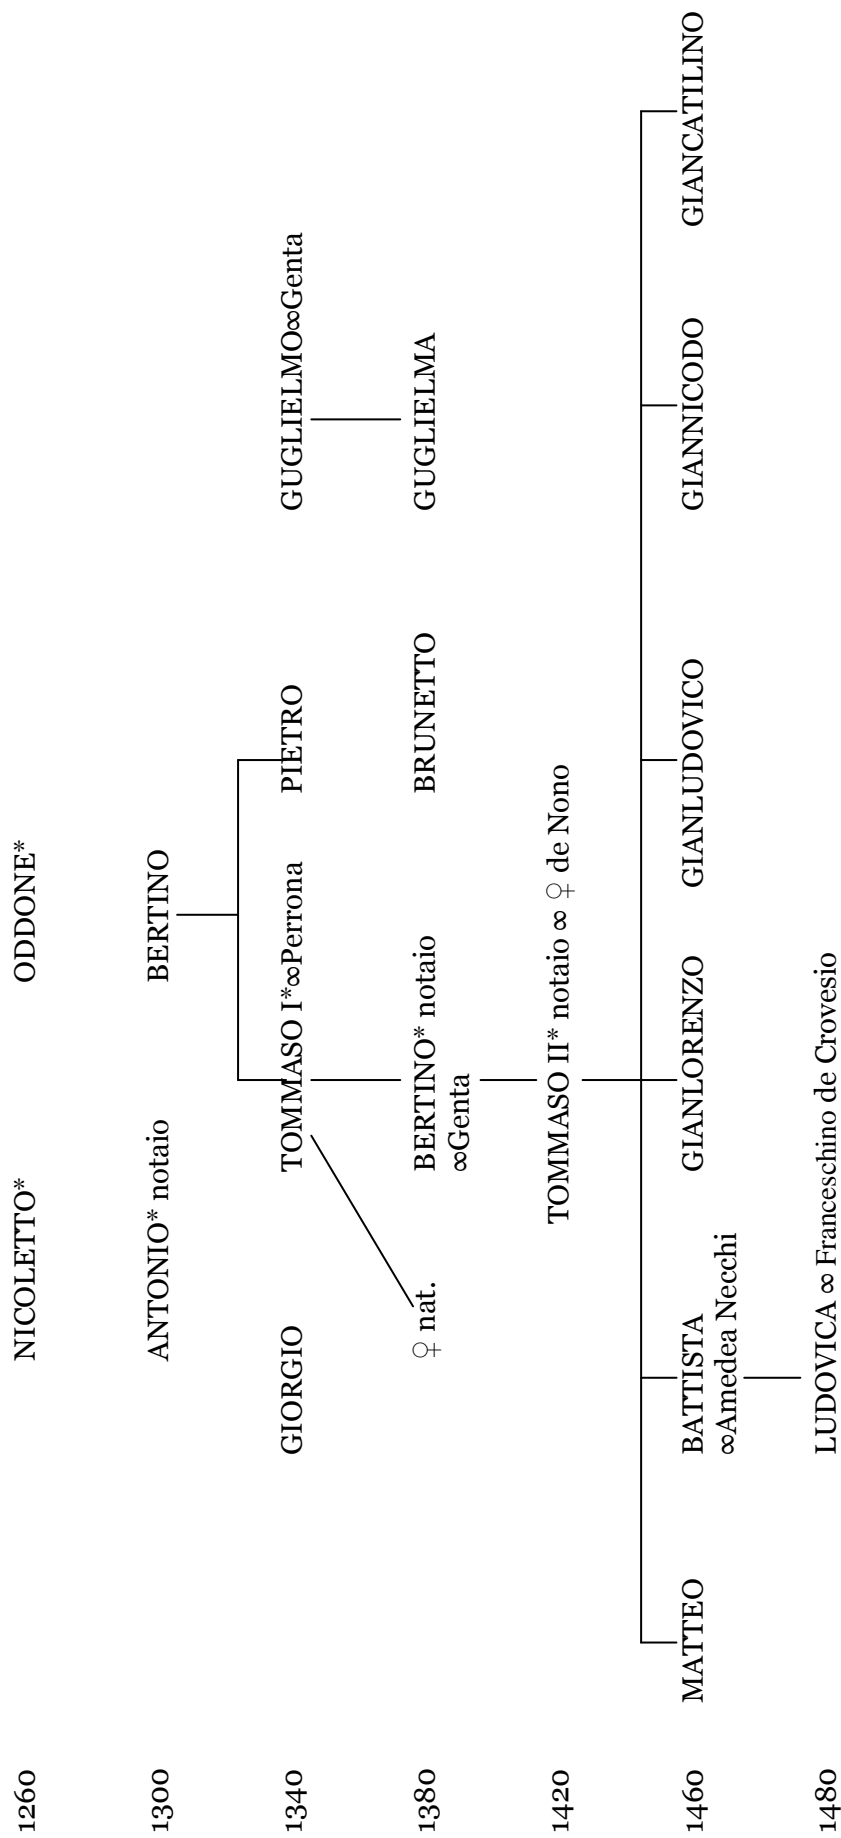 1260 NICOLETTO* ODDONE*
1300 ANTONIO* notaio BERTINO
1340 GIORGIO TOMMASO I*∞Perrona PIETRO GUGLIELMO∞Genta
1380 ♀ nat. BERTINO* notaio BRUNETTO GUGLIELMA
∞Genta
1420 TOMMASO II* notaio ∞ ♀ de Nono
1460 MATTEO BATTISTA GIANLORENZO GIANLUDOVICO GIANNICODO GIANCATILINO
∞Amedea Necchi
1480 LUDOVICA ∞ Franceschino de Crovesio